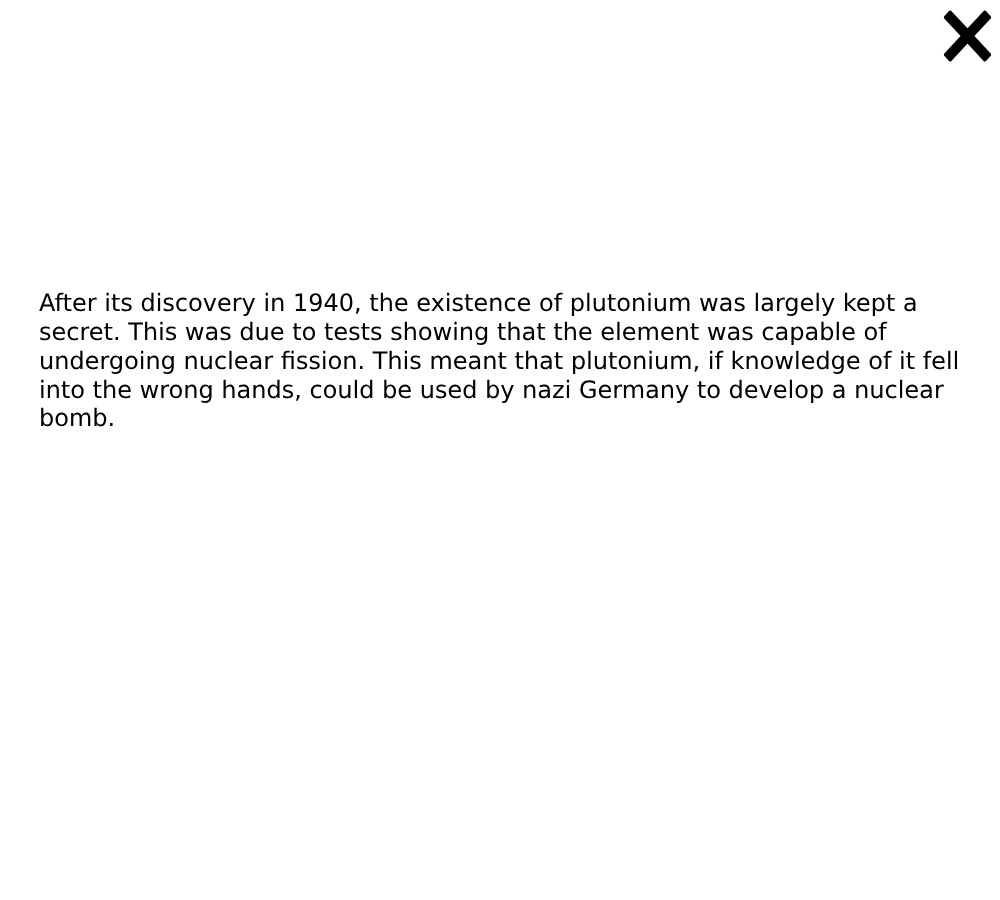 After its discovery in 1940, the existence of plutonium was largely kept a
secret. This was due to tests showing that the element was capable of
undergoing nuclear fission. This meant that plutonium, if knowledge of it fell
into the wrong hands, could be used by nazi Germany to develop a nuclear
bomb.